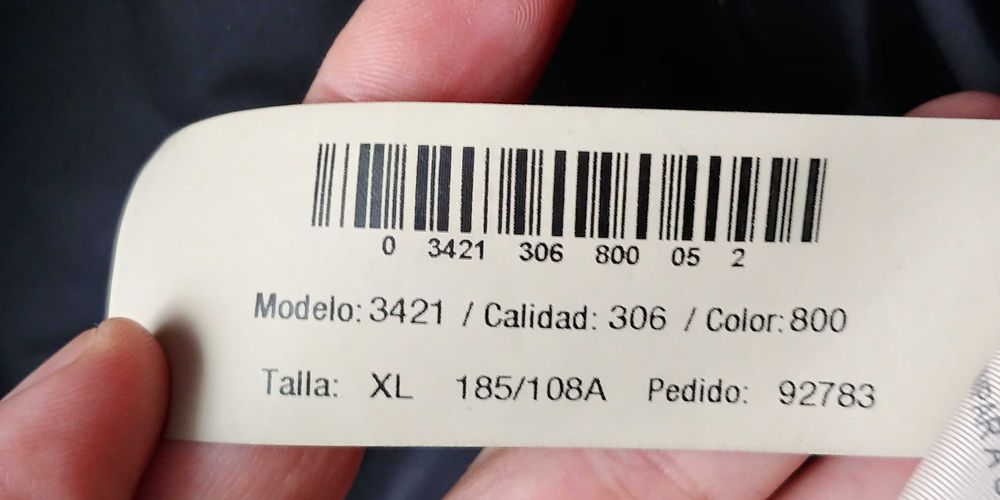 0 3421 306 800 05 2
Modelo: 3421 / Calidad: 306 / Color: 800
Talla: XL 185/108A Pedido: 92783